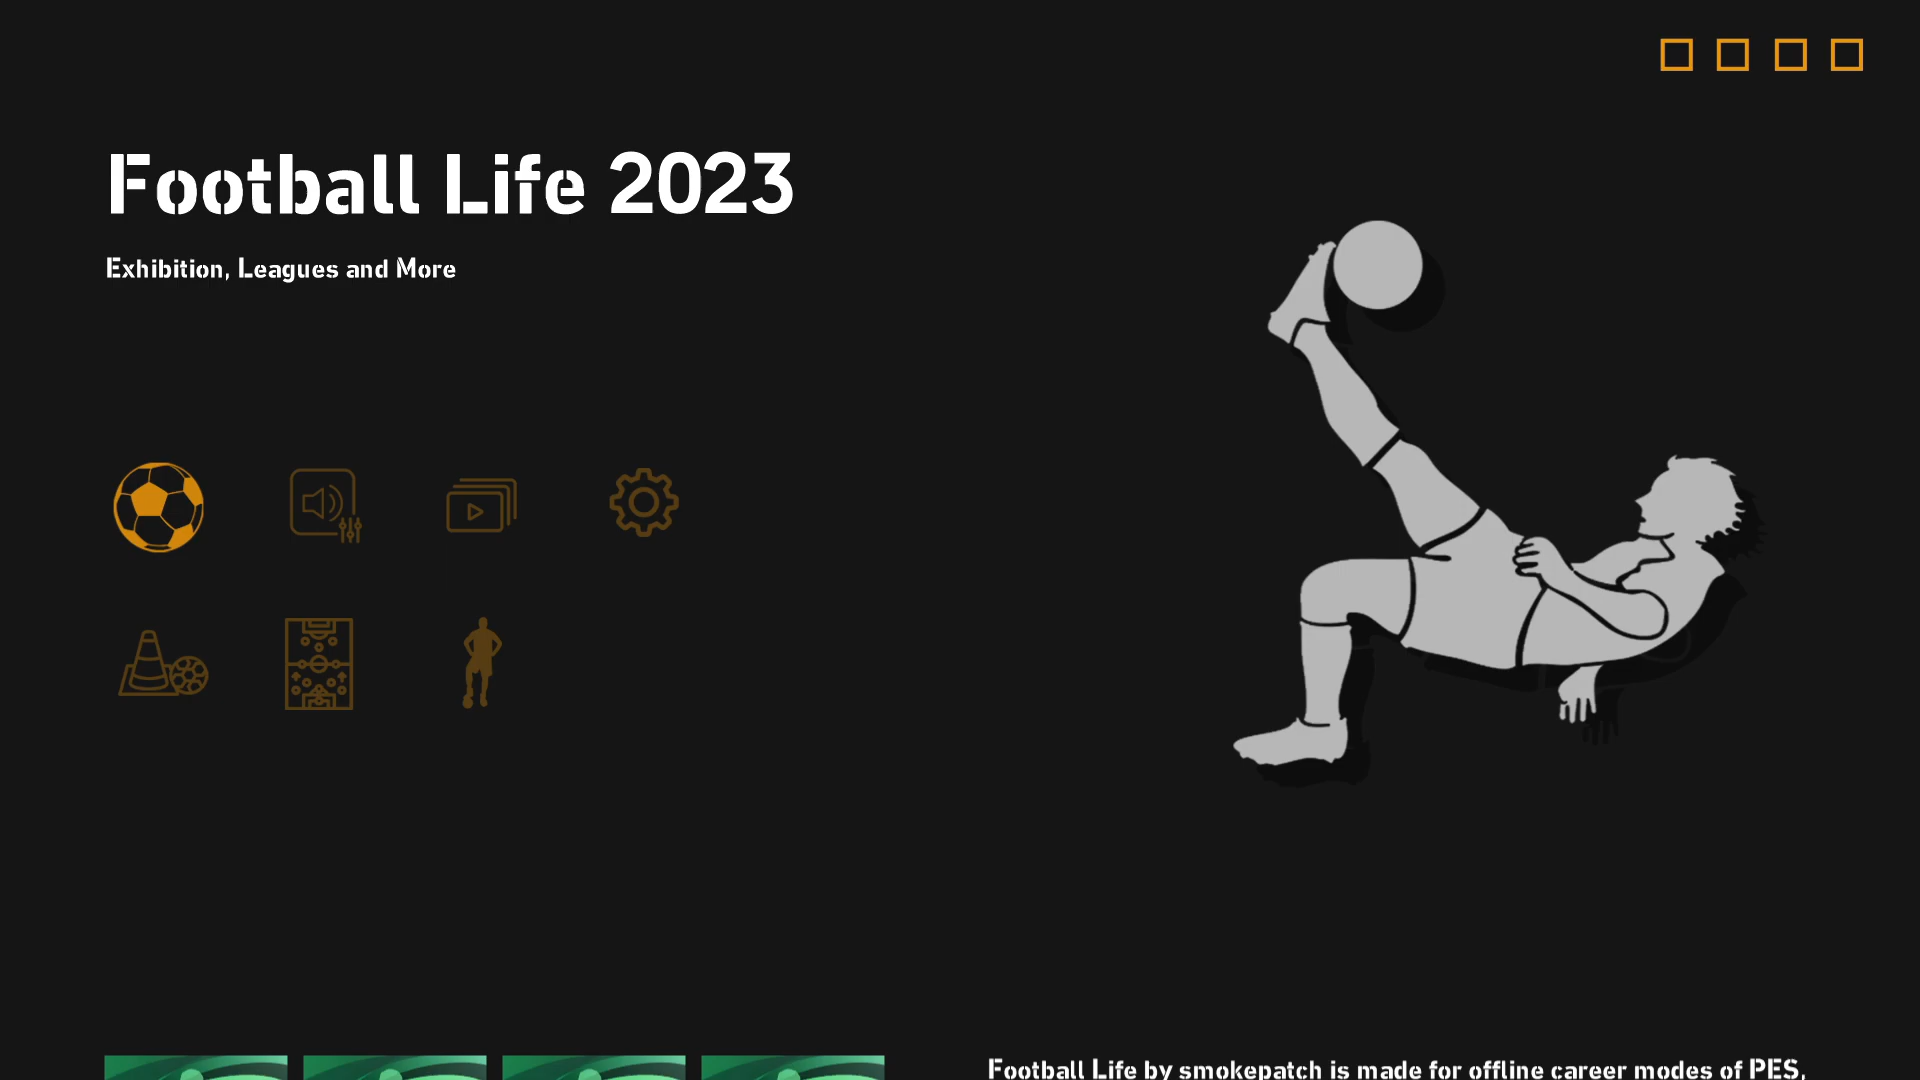 Football Life 2023
Exhibition, Leagues and More
Football Life by smokepatch is made for offline career modes of PES,